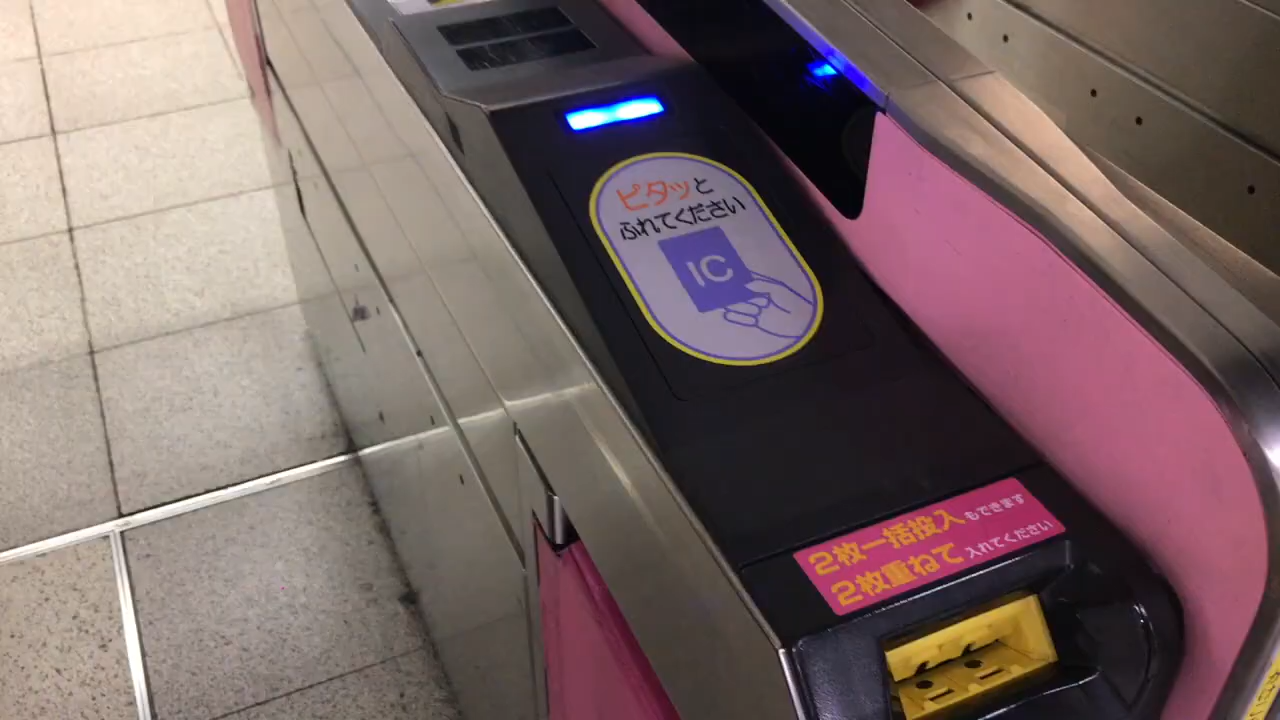 ピタッと
ふれてください
IC
2枚一括投入もできます
2枚重ねて入れてください